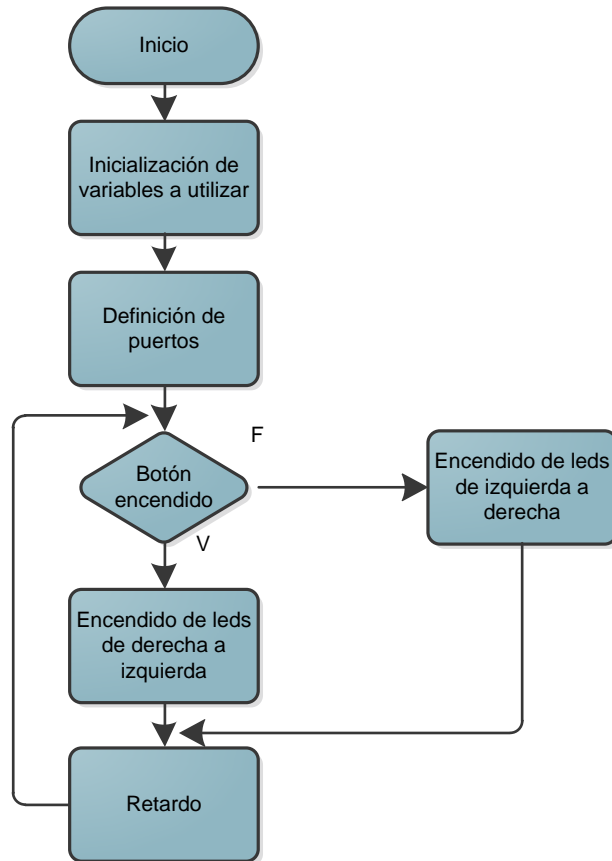 Inicio
Inicialización de
variables a utilizar
Definición de
puertos
F
Botón
encendido
Encendido de leds
de izquierda a
derecha
V
Encendido de leds
de derecha a
izquierda
Retardo